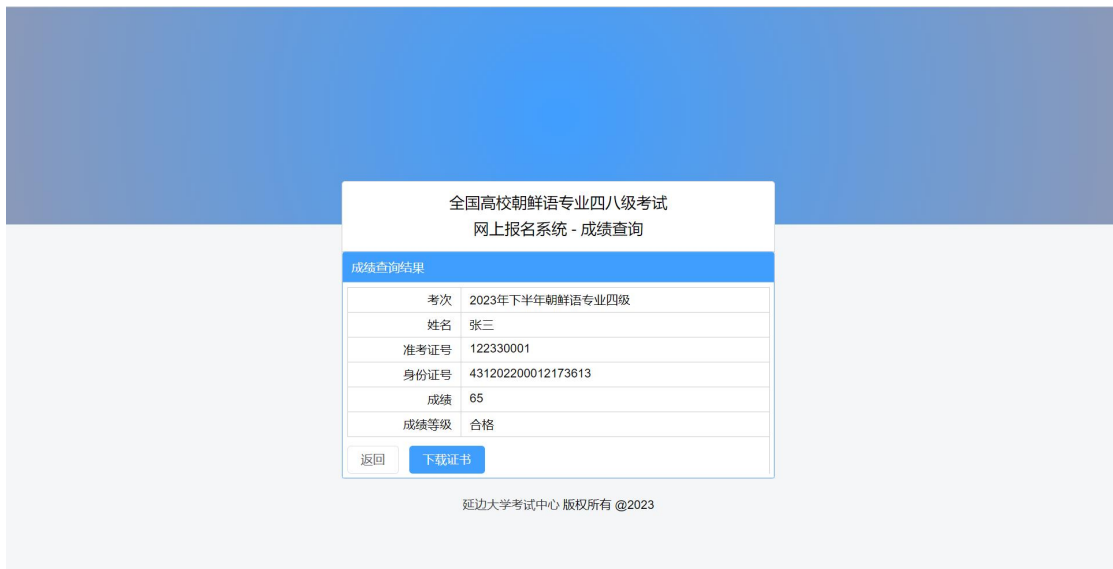 全国高校朝鲜语专业四八级考试
网上报名系统 - 成绩查询
成绩查询结果
考次 2023年下半年朝鲜语专业四级
姓名 张三
准考证号 122330001
身份证号 431202200012173613
成绩 65
成绩等级 合格
返回 下载证书
延边大学考试中心 版权所有 @2023